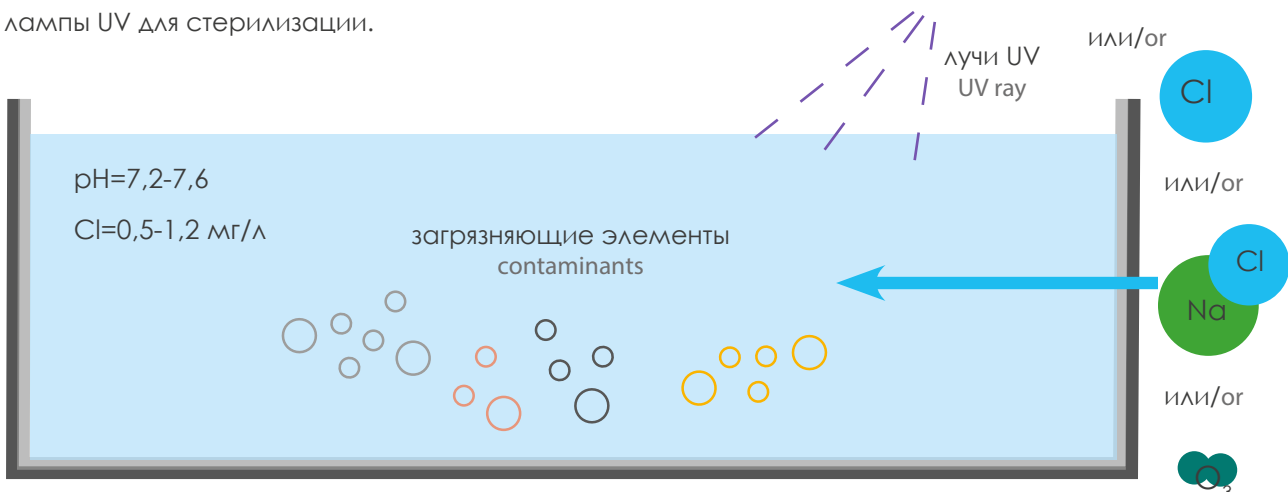 лампы UV для стерилизации.
или/or
лучи UV
UV ray
Cl
pH=7,2-7,6
Cl=0,5-1,2 мг/л
или/or
загрязняющие элементы
contaminants
Cl
Na
или/or
O3